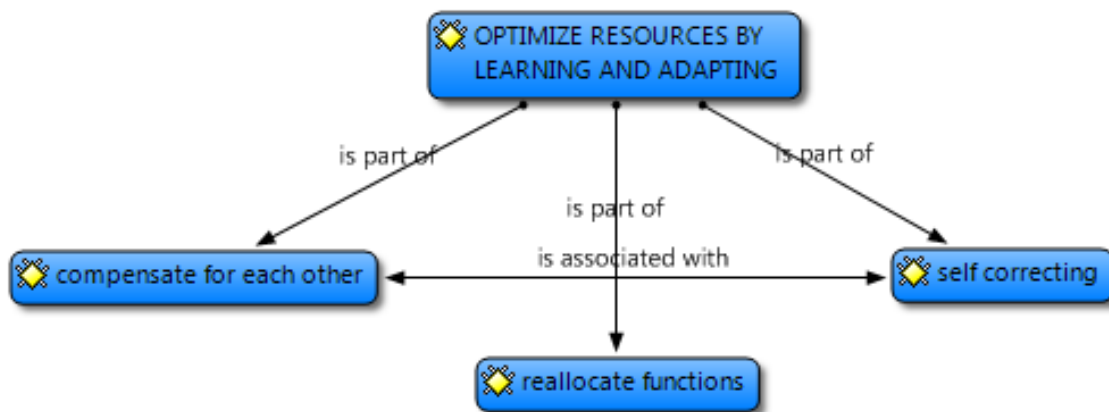 OPTIMIZE RESOURCES BY
LEARNING AND ADAPTING
is part of
is part of
is part of
is associated with
compensate for each other
self correcting
reallocate functions